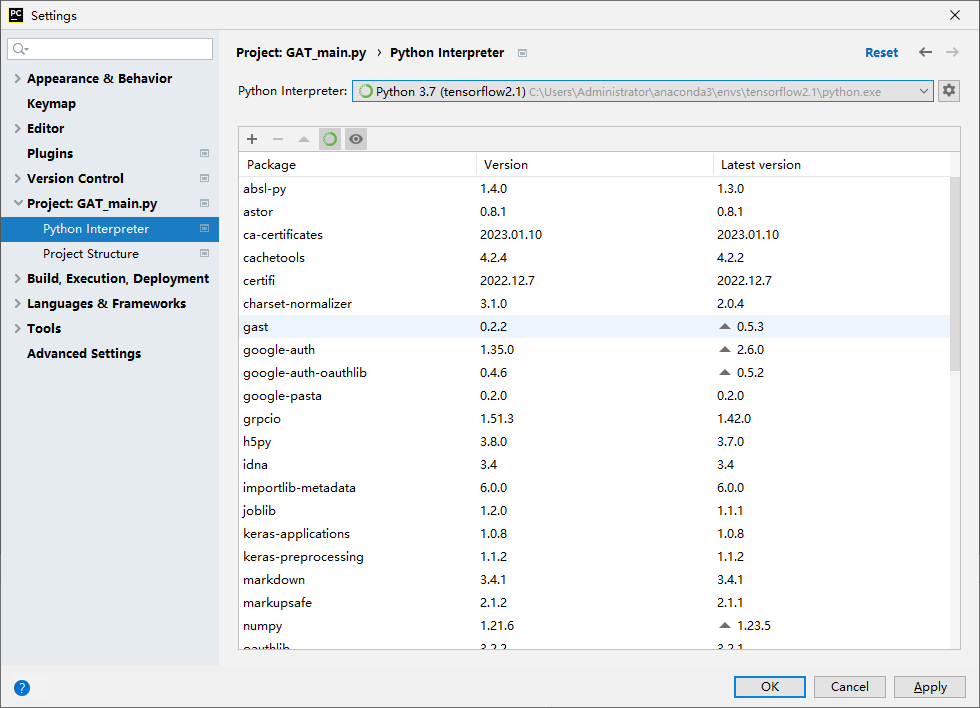 PC Settings
Project: GAT_main.py › Python Interpreter Reset
Appearance & Behavior
Keymap
Editor
Plugins
Version Control
Project: GAT_main.py
Python Interpreter
Project Structure
Build, Execution, Deployment
Languages & Frameworks
Tools
Advanced Settings
Python Interpreter: Python 3.7 (tensorflow2.1) C:\Users\Administrator\anaconda3\envs\tensorflow2.1\python.exe
Package Version Latest version
absl-py 1.4.0 1.3.0
astor 0.8.1 0.8.1
ca-certificates 2023.01.10 2023.01.10
cachetools 4.2.4 4.2.2
certifi 2022.12.7 2022.12.7
charset-normalizer 3.1.0 2.0.4
gast 0.2.2 0.5.3
google-auth 1.35.0 2.6.0
google-auth-oauthlib 0.4.6 0.5.2
google-pasta 0.2.0 0.2.0
grpcio 1.51.3 1.42.0
h5py 3.8.0 3.7.0
idna 3.4 3.4
importlib-metadata 6.0.0 6.0.0
joblib 1.2.0 1.1.1
keras-applications 1.0.8 1.0.8
keras-preprocessing 1.1.2 1.1.2
markdown 3.4.1 3.4.1
markupsafe 2.1.2 2.1.1
numpy 1.21.6 1.23.5
oauthlib 3.2.2 3.2.1
? OK Cancel Apply